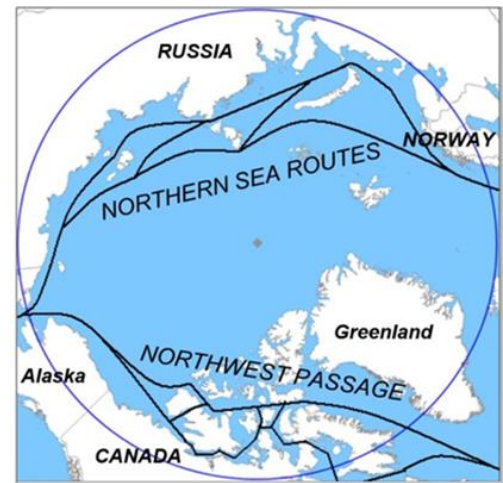 RUSSIA
NORWAY
NORTHERN SEA ROUTES
Greenland
NORTHWEST PASSAGE
Alaska
CANADA